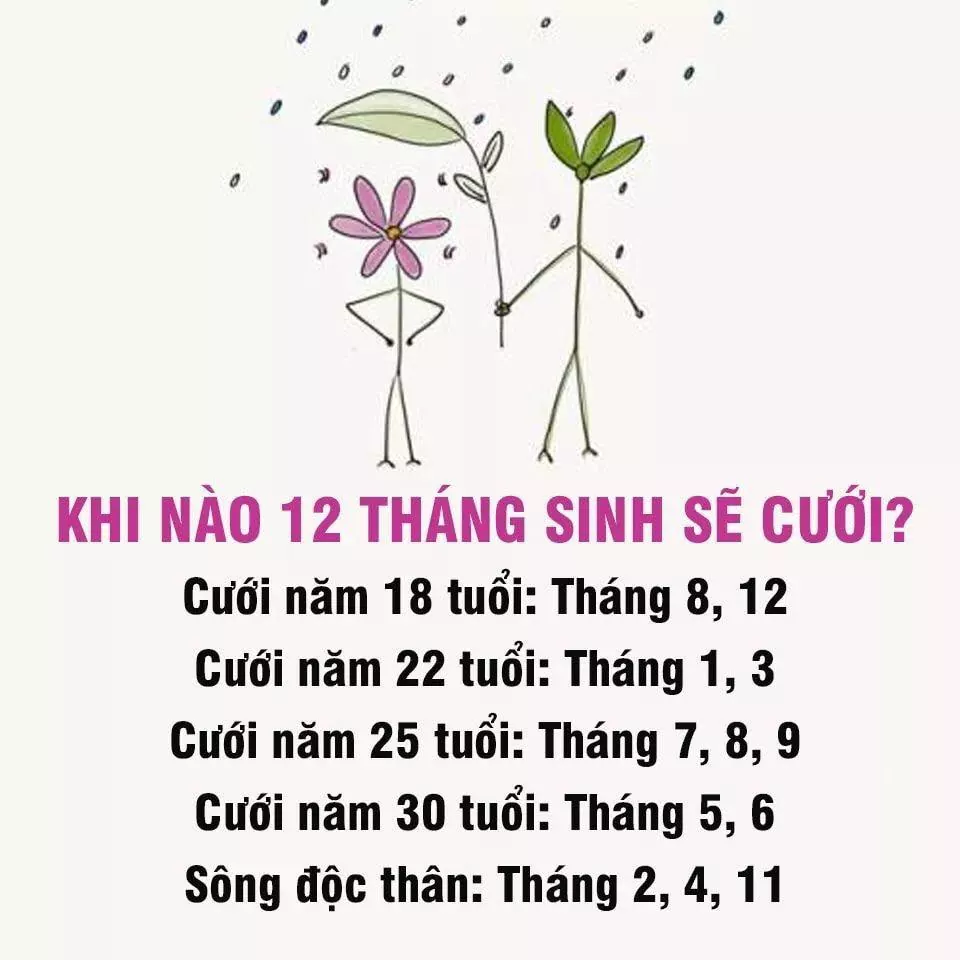 KHI NÀO 12 THÁNG SINH SẼ CƯỚI?
Cưới năm 18 tuổi: Tháng 8, 12
Cưới năm 22 tuổi: Tháng 1, 3
Cưới năm 25 tuổi: Tháng 7, 8, 9
Cưới năm 30 tuổi: Tháng 5, 6
Sông độc thân: Tháng 2, 4, 11